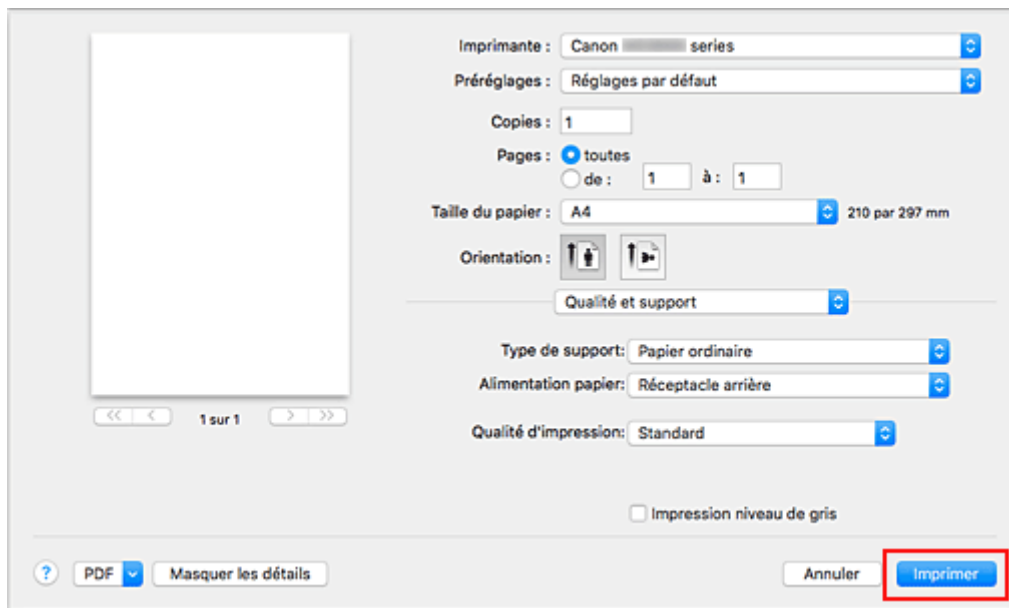 Imprimante : Canon series
Préréglages : Réglages par défaut
Copies : 1
Pages : toutes
de : 1 à : 1
Taille du papier : A4 210 par 297 mm
Orientation :
Qualité et support
Type de support: Papier ordinaire
Alimentation papier: Réceptacle arrière
<< < 1 sur 1 > >>
Qualité d'impression: Standard
Impression niveau de gris
? PDF Masquer les détails Annuler Imprimer